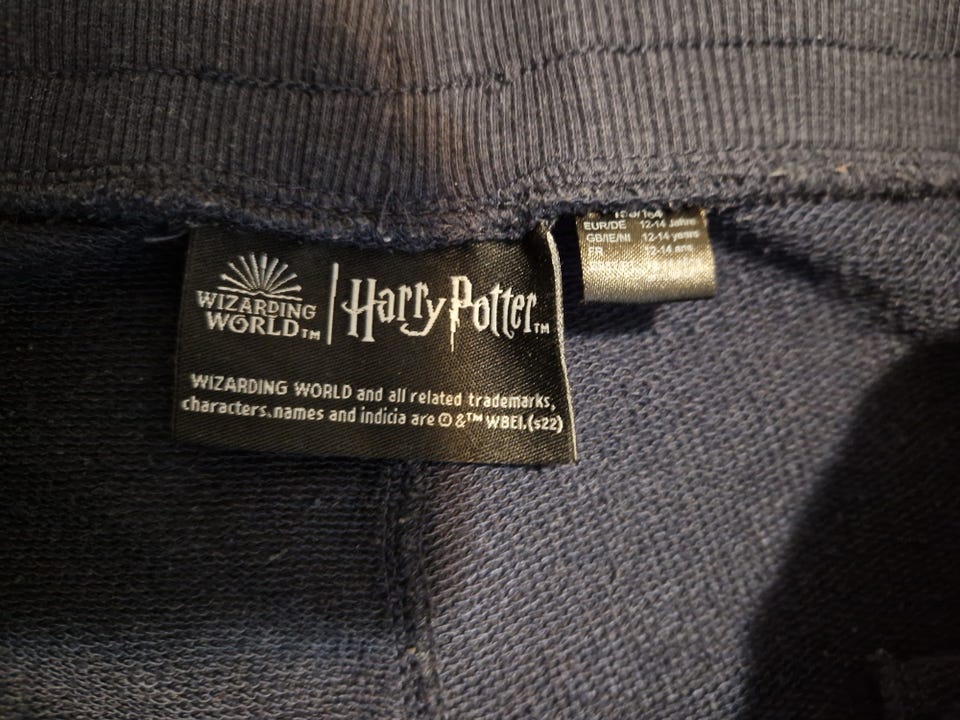 WIZARDING
WORLD™ | Harry Potter™
WIZARDING WORLD and all related trademarks,
characters, names and indicia are © &™ WBEI. (s22)
EUR/DE 12-14 Jahre
GB/IE/NI 12-14 years
FR 12-14 ans